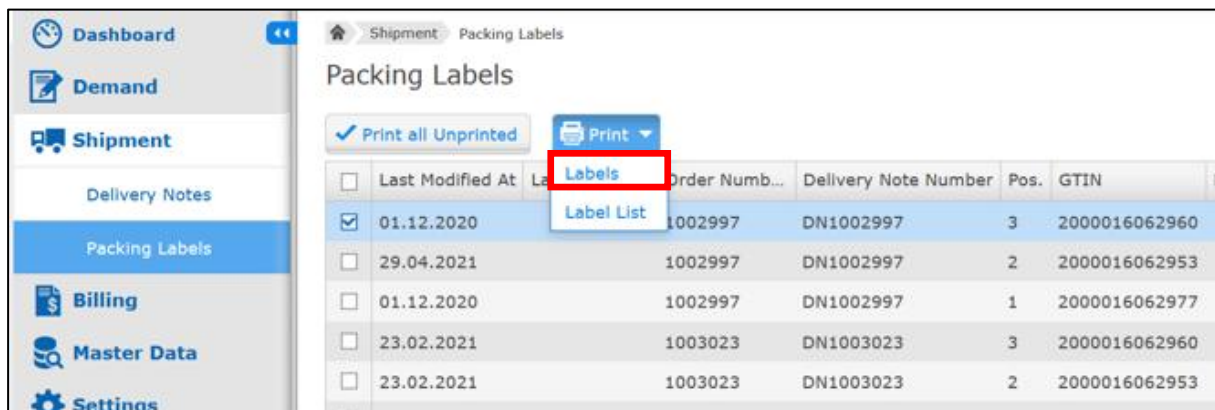 Dashboard
Demand
Shipment
Delivery Notes
Packing Labels
Billing
Master Data
Settings
Shipment Packing Labels
Packing Labels
Print all Unprinted Print
Labels
Label List
Last Modified At Order Numb... Delivery Note Number Pos. GTIN
01.12.2020 1002997 DN1002997 3 2000016062960
29.04.2021 1002997 DN1002997 2 2000016062953
01.12.2020 1002997 DN1002997 1 2000016062977
23.02.2021 1003023 DN1003023 3 2000016062960
23.02.2021 1003023 DN1003023 2 2000016062953